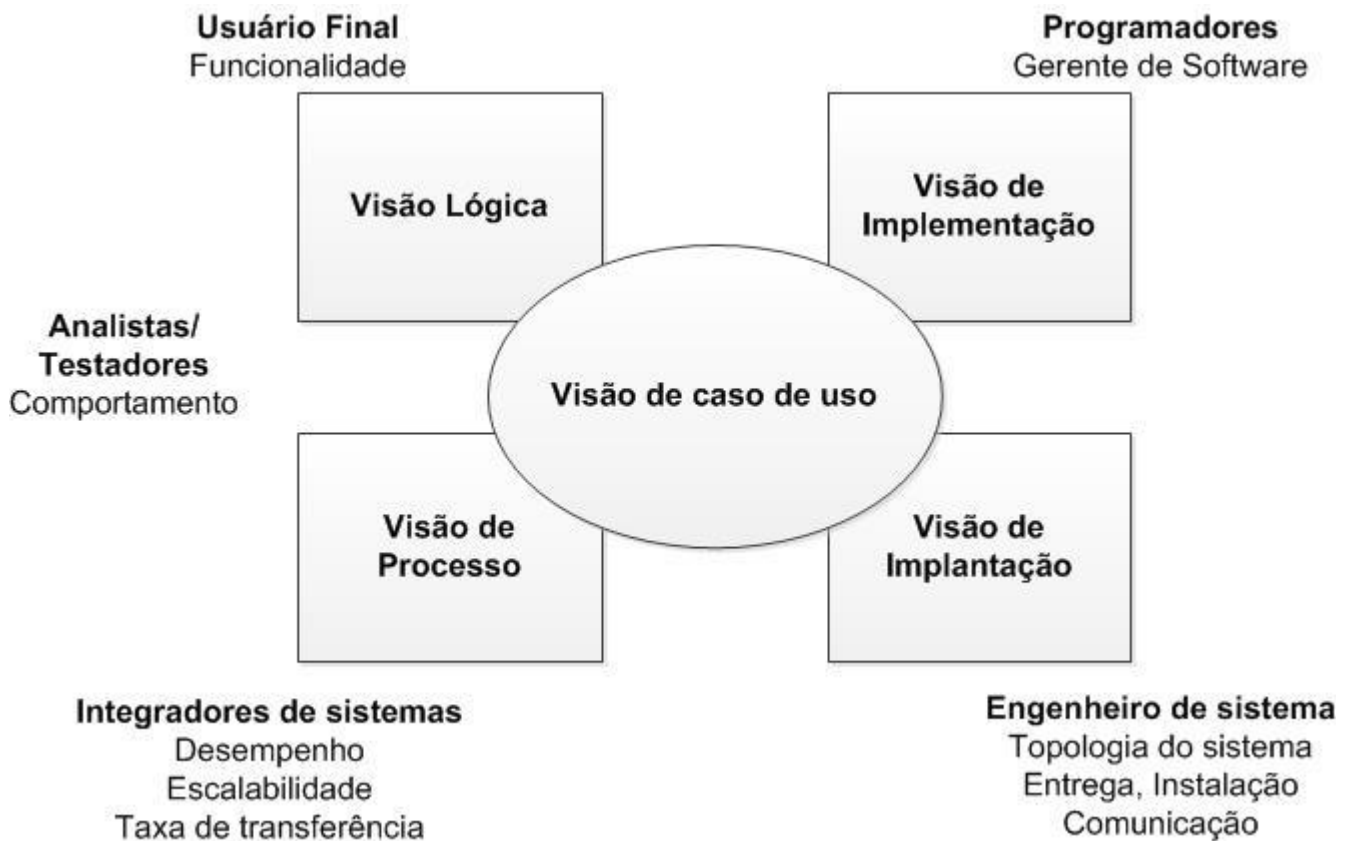 Usuário Final
Funcionalidade
Programadores
Gerente de Software
Visão Lógica
Visão de
Implementação
Analistas/
Testadores
Comportamento
Visão de caso de uso
Visão de
Processo
Visão de
Implantação
Integradores de sistemas
Desempenho
Escalabilidade
Taxa de transferência
Engenheiro de sistema
Topologia do sistema
Entrega, Instalação
Comunicação